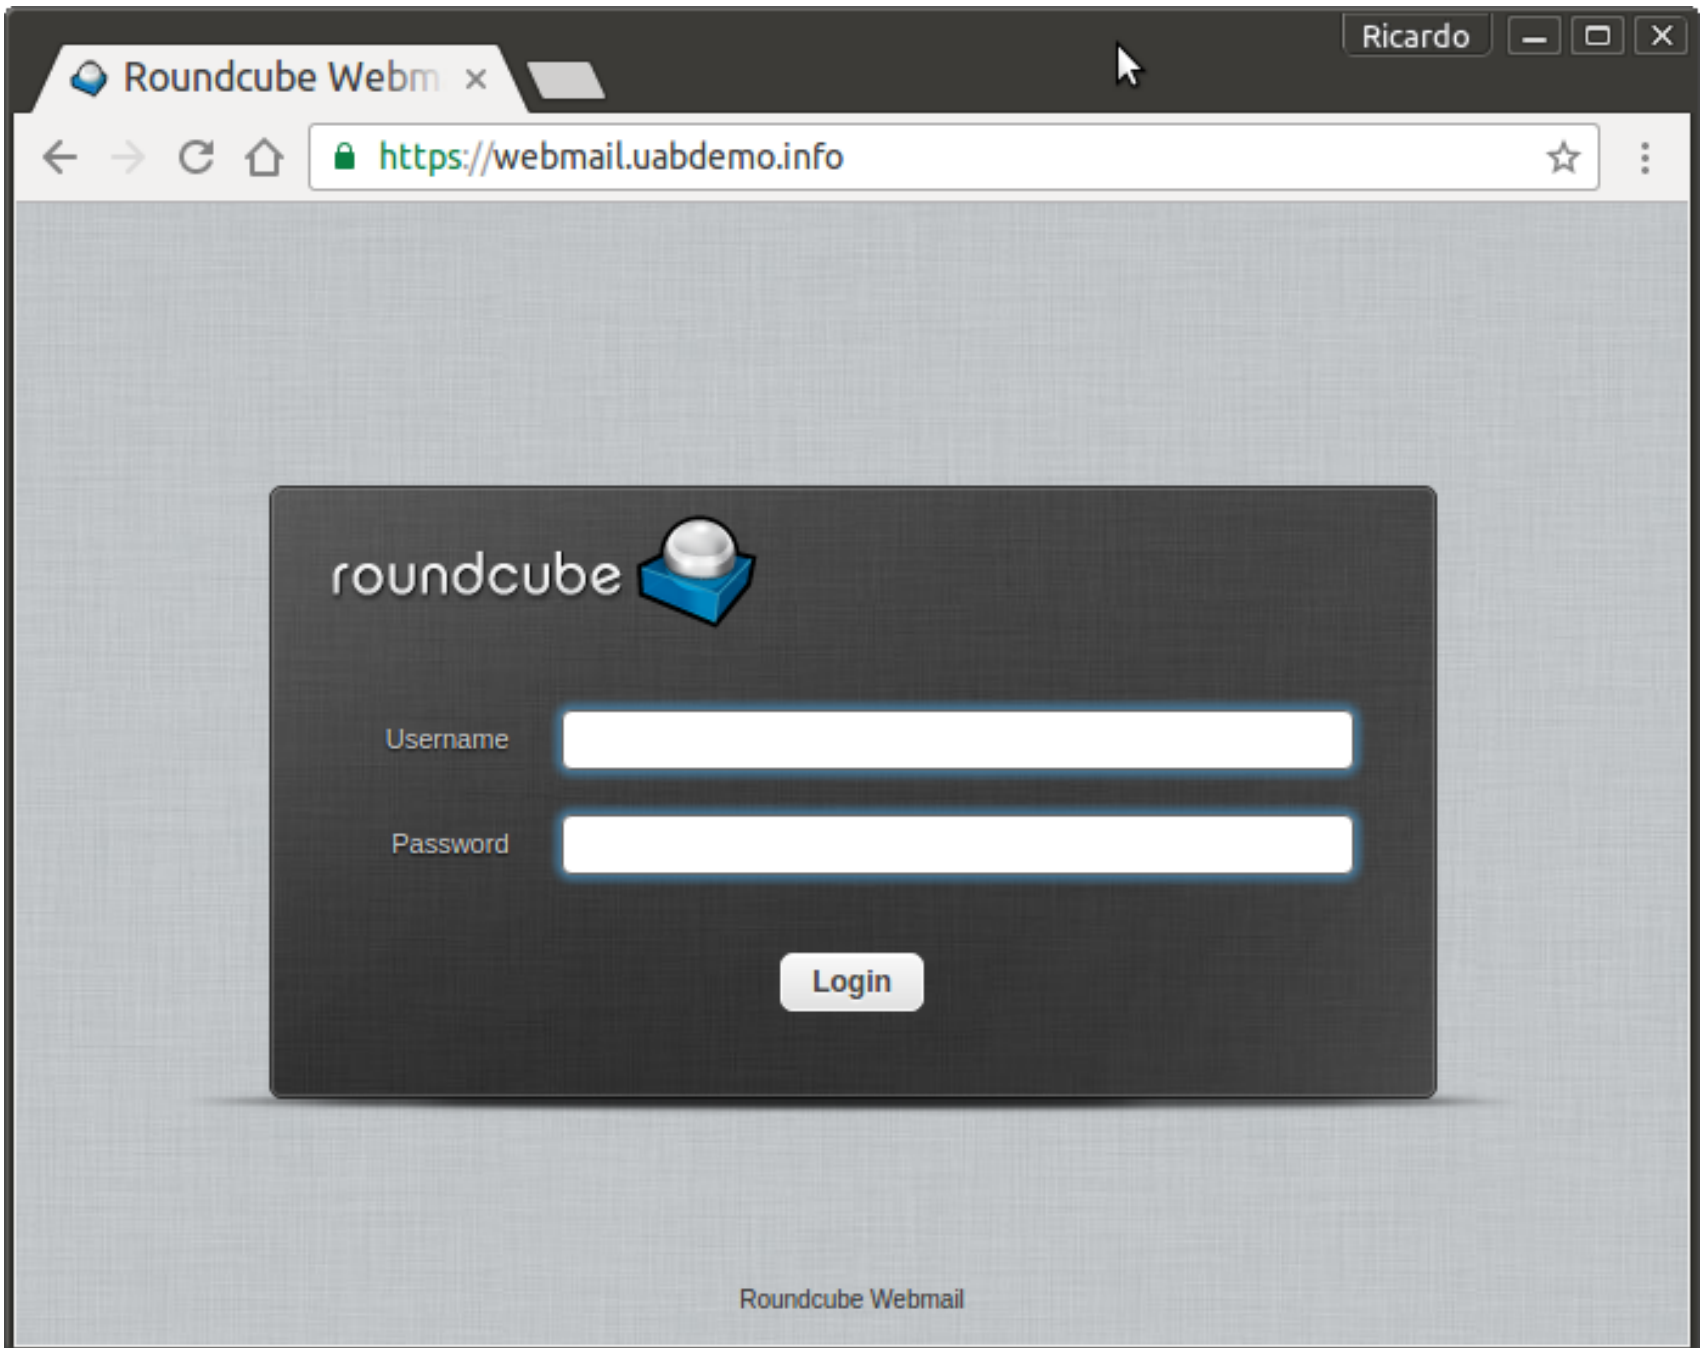 Ricardo
Roundcube Webm
https://webmail.uabdemo.info
roundcube
Username
Password
Login
Roundcube Webmail